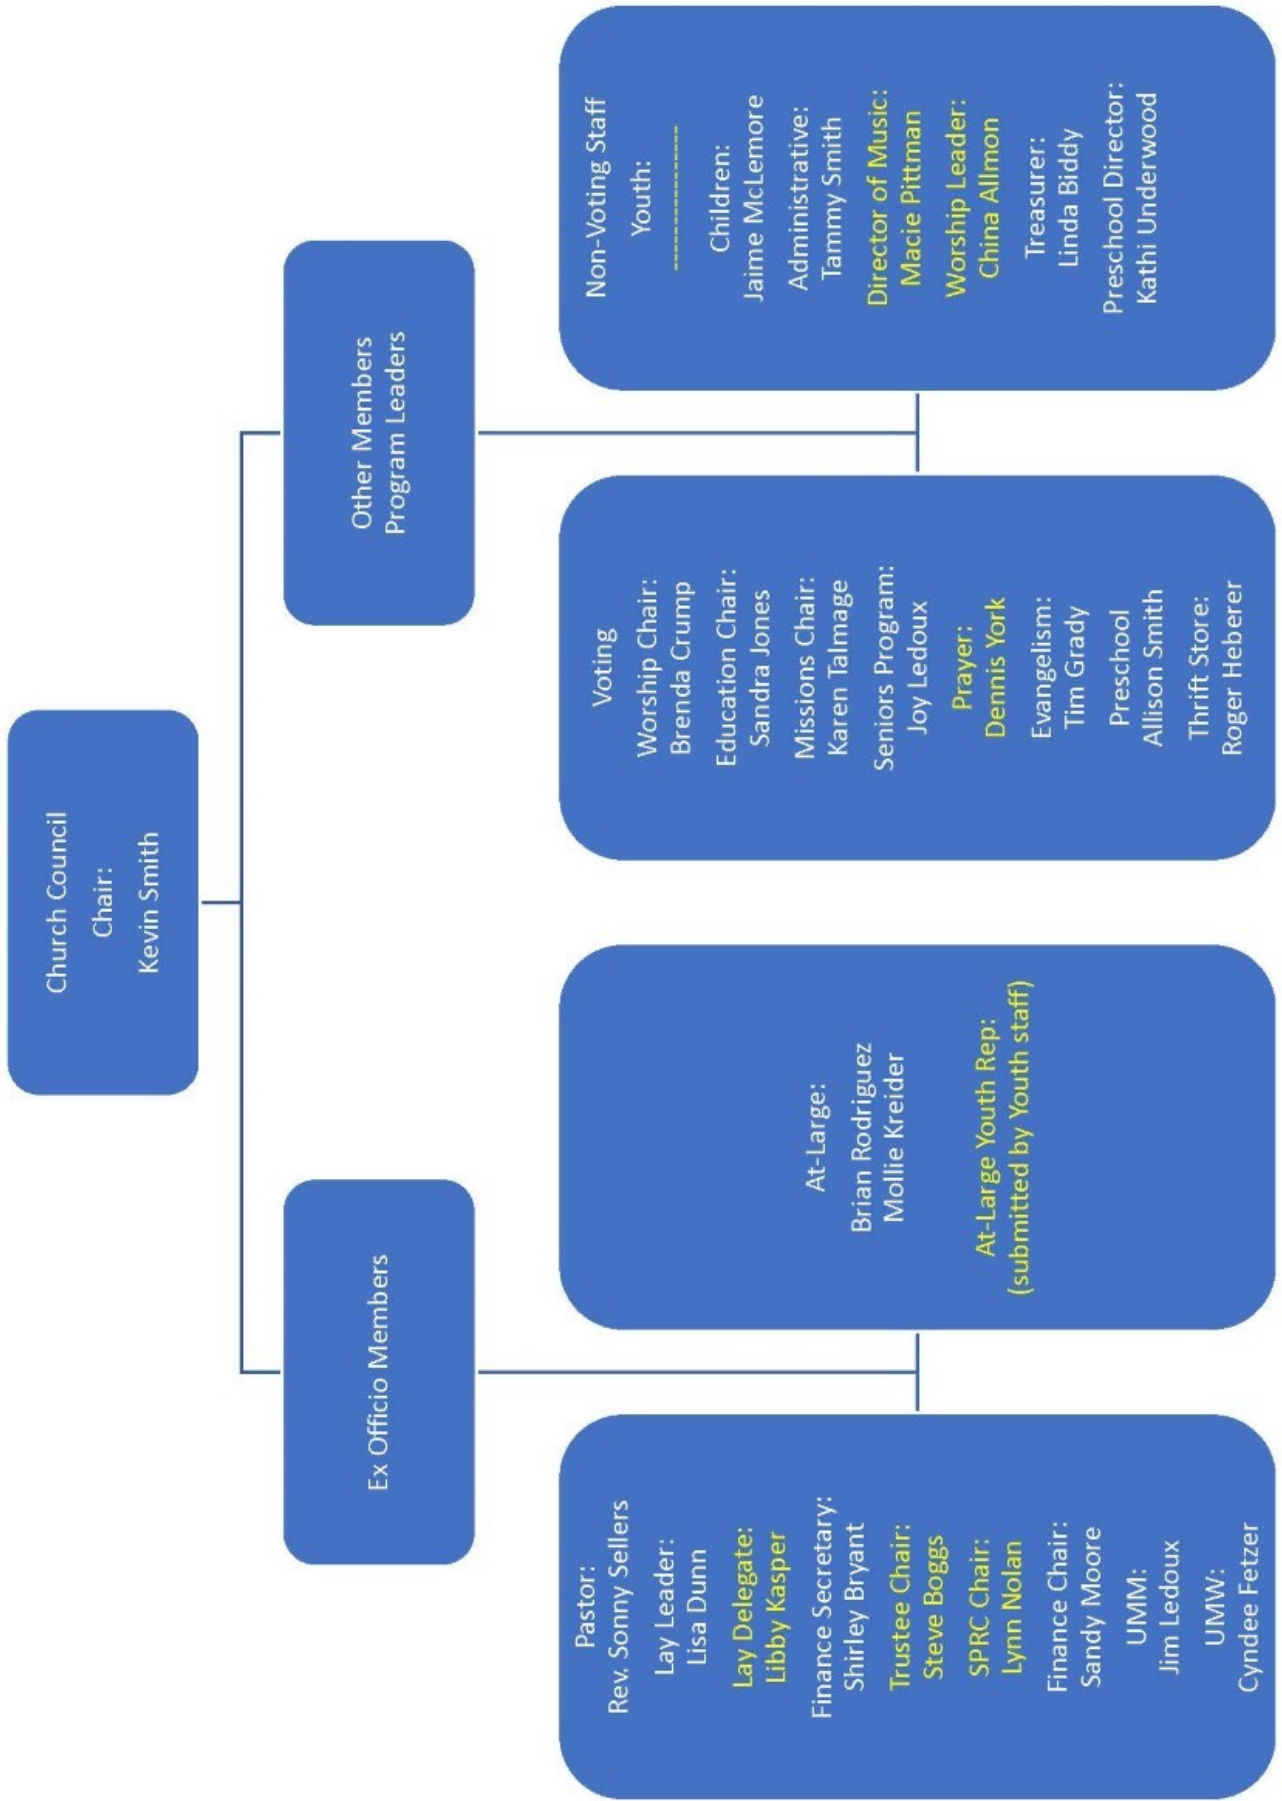 Church Council
Chair:
Kevin Smith
Ex Officio Members
Other Members
Program Leaders
Pastor:
Rev. Sonny Sellers
Lay Leader:
Lisa Dunn
Lay Delegate:
Libby Kasper
Finance Secretary:
Shirley Bryant
Trustee Chair:
Steve Boggs
SPRC Chair:
Lynn Nolan
Finance Chair:
Sandy Moore
UMM:
Jim Ledoux
UMW:
Cyndee Fetzer
At-Large:
Brian Rodriguez
Mollie Kreider
At-Large Youth Rep:
(submitted by Youth staff)
Voting
Worship Chair:
Brenda Crump
Education Chair:
Sandra Jones
Missions Chair:
Karen Talmage
Seniors Program:
Joy Ledoux
Prayer:
Dennis York
Evangelism:
Tim Grady
Preschool
Allison Smith
Thrift Store:
Roger Heberer
Non-Voting Staff
Youth:
------------------
Children:
Jaime McLemore
Administrative:
Tammy Smith
Director of Music:
Macie Pittman
Worship Leader:
China Allmon
Treasurer:
Linda Biddy
Preschool Director:
Kathi Underwood